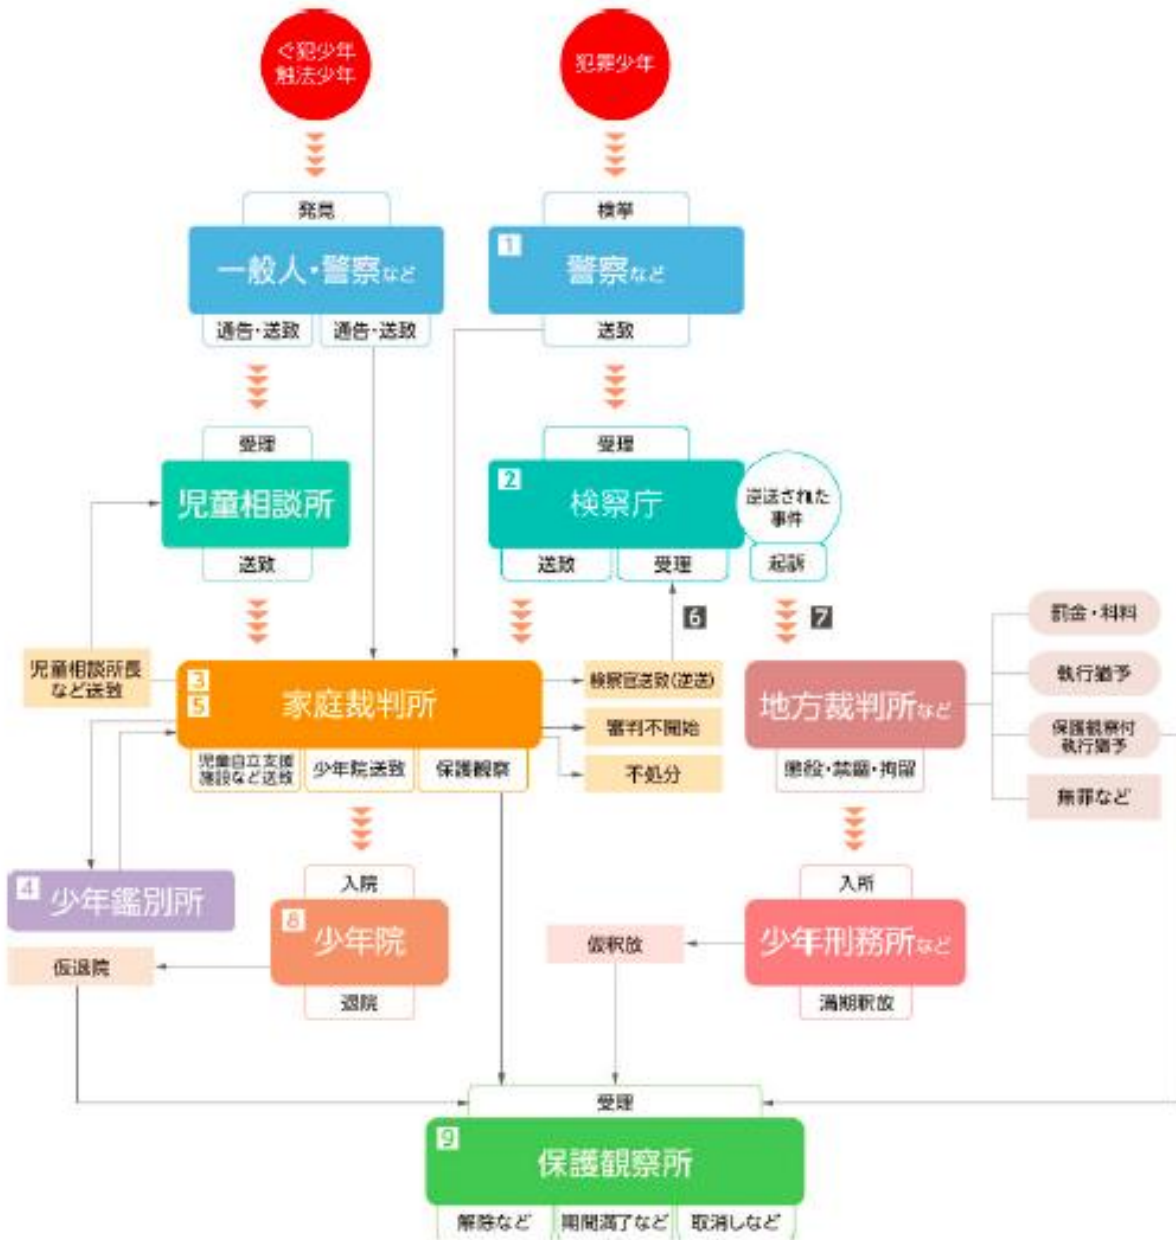 ぐ犯少年
触法少年
犯罪少年
発見
検挙
一般人・警察など
1
警察など
通告・送致
通告・送致
送致
受理
受理
児童相談所
2
検察庁
逆送された
事件
送致
送致
受理
起訴
6
7
児童相談所長
など送致
3
5
家庭裁判所
検察官送致(逆送)
審判不開始
不処分
地方裁判所など
罰金・科料
執行猶予
保護観察付
執行猶予
無罪など
児童自立支援
施設など送致
少年院送致
保護観察
懲役・禁錮・拘留
4
少年鑑別所
入院
8
少年院
退院
仮退院
入所
少年刑務所など
満期釈放
仮釈放
受理
9
保護観察所
解除など
期間満了など
取消しなど